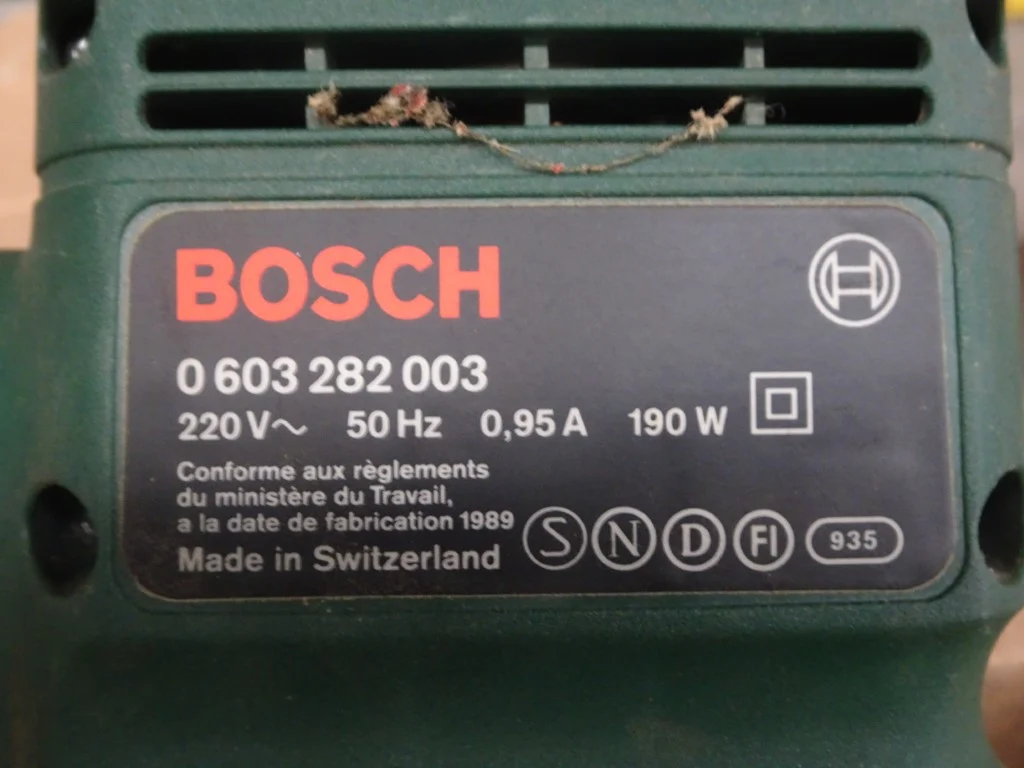 BOSCH
0 603 282 003
220 V~ 50 Hz 0,95 A 190 W
Conforme aux règlements
du ministère du Travail,
a la date de fabrication 1989
Made in Switzerland
S N D FI 935